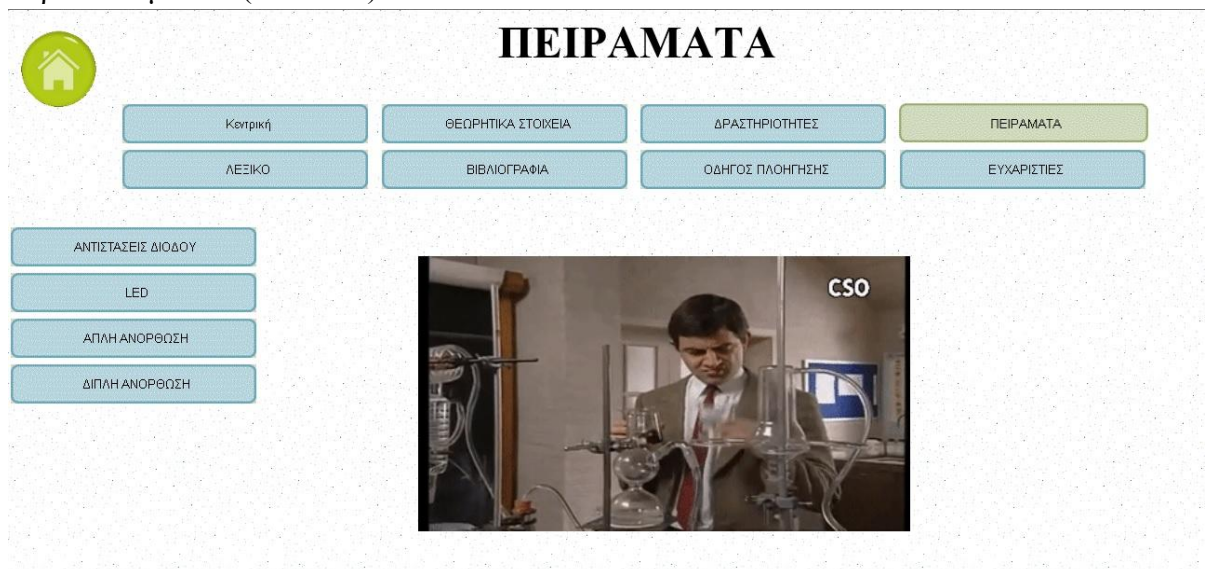 ΠΕΙΡΑΜΑΤΑ
Κεντρική
ΘΕΩΡΗΤΙΚΑ ΣΤΟΙΧΕΙΑ
ΔΡΑΣΤΗΡΙΟΤΗΤΕΣ
ΠΕΙΡΑΜΑΤΑ
ΛΕΞΙΚΟ
ΒΙΒΛΙΟΓΡΑΦΙΑ
ΟΔΗΓΟΣ ΠΛΟΗΓΗΣΗΣ
ΕΥΧΑΡΙΣΤΙΕΣ
ΑΝΤΙΣΤΑΣΕΙΣ ΔΙΟΔΟΥ
LED
ΑΠΛΗ ΑΝΟΡΘΩΣΗ
ΔΙΠΛΗ ΑΝΟΡΘΩΣΗ
CSO